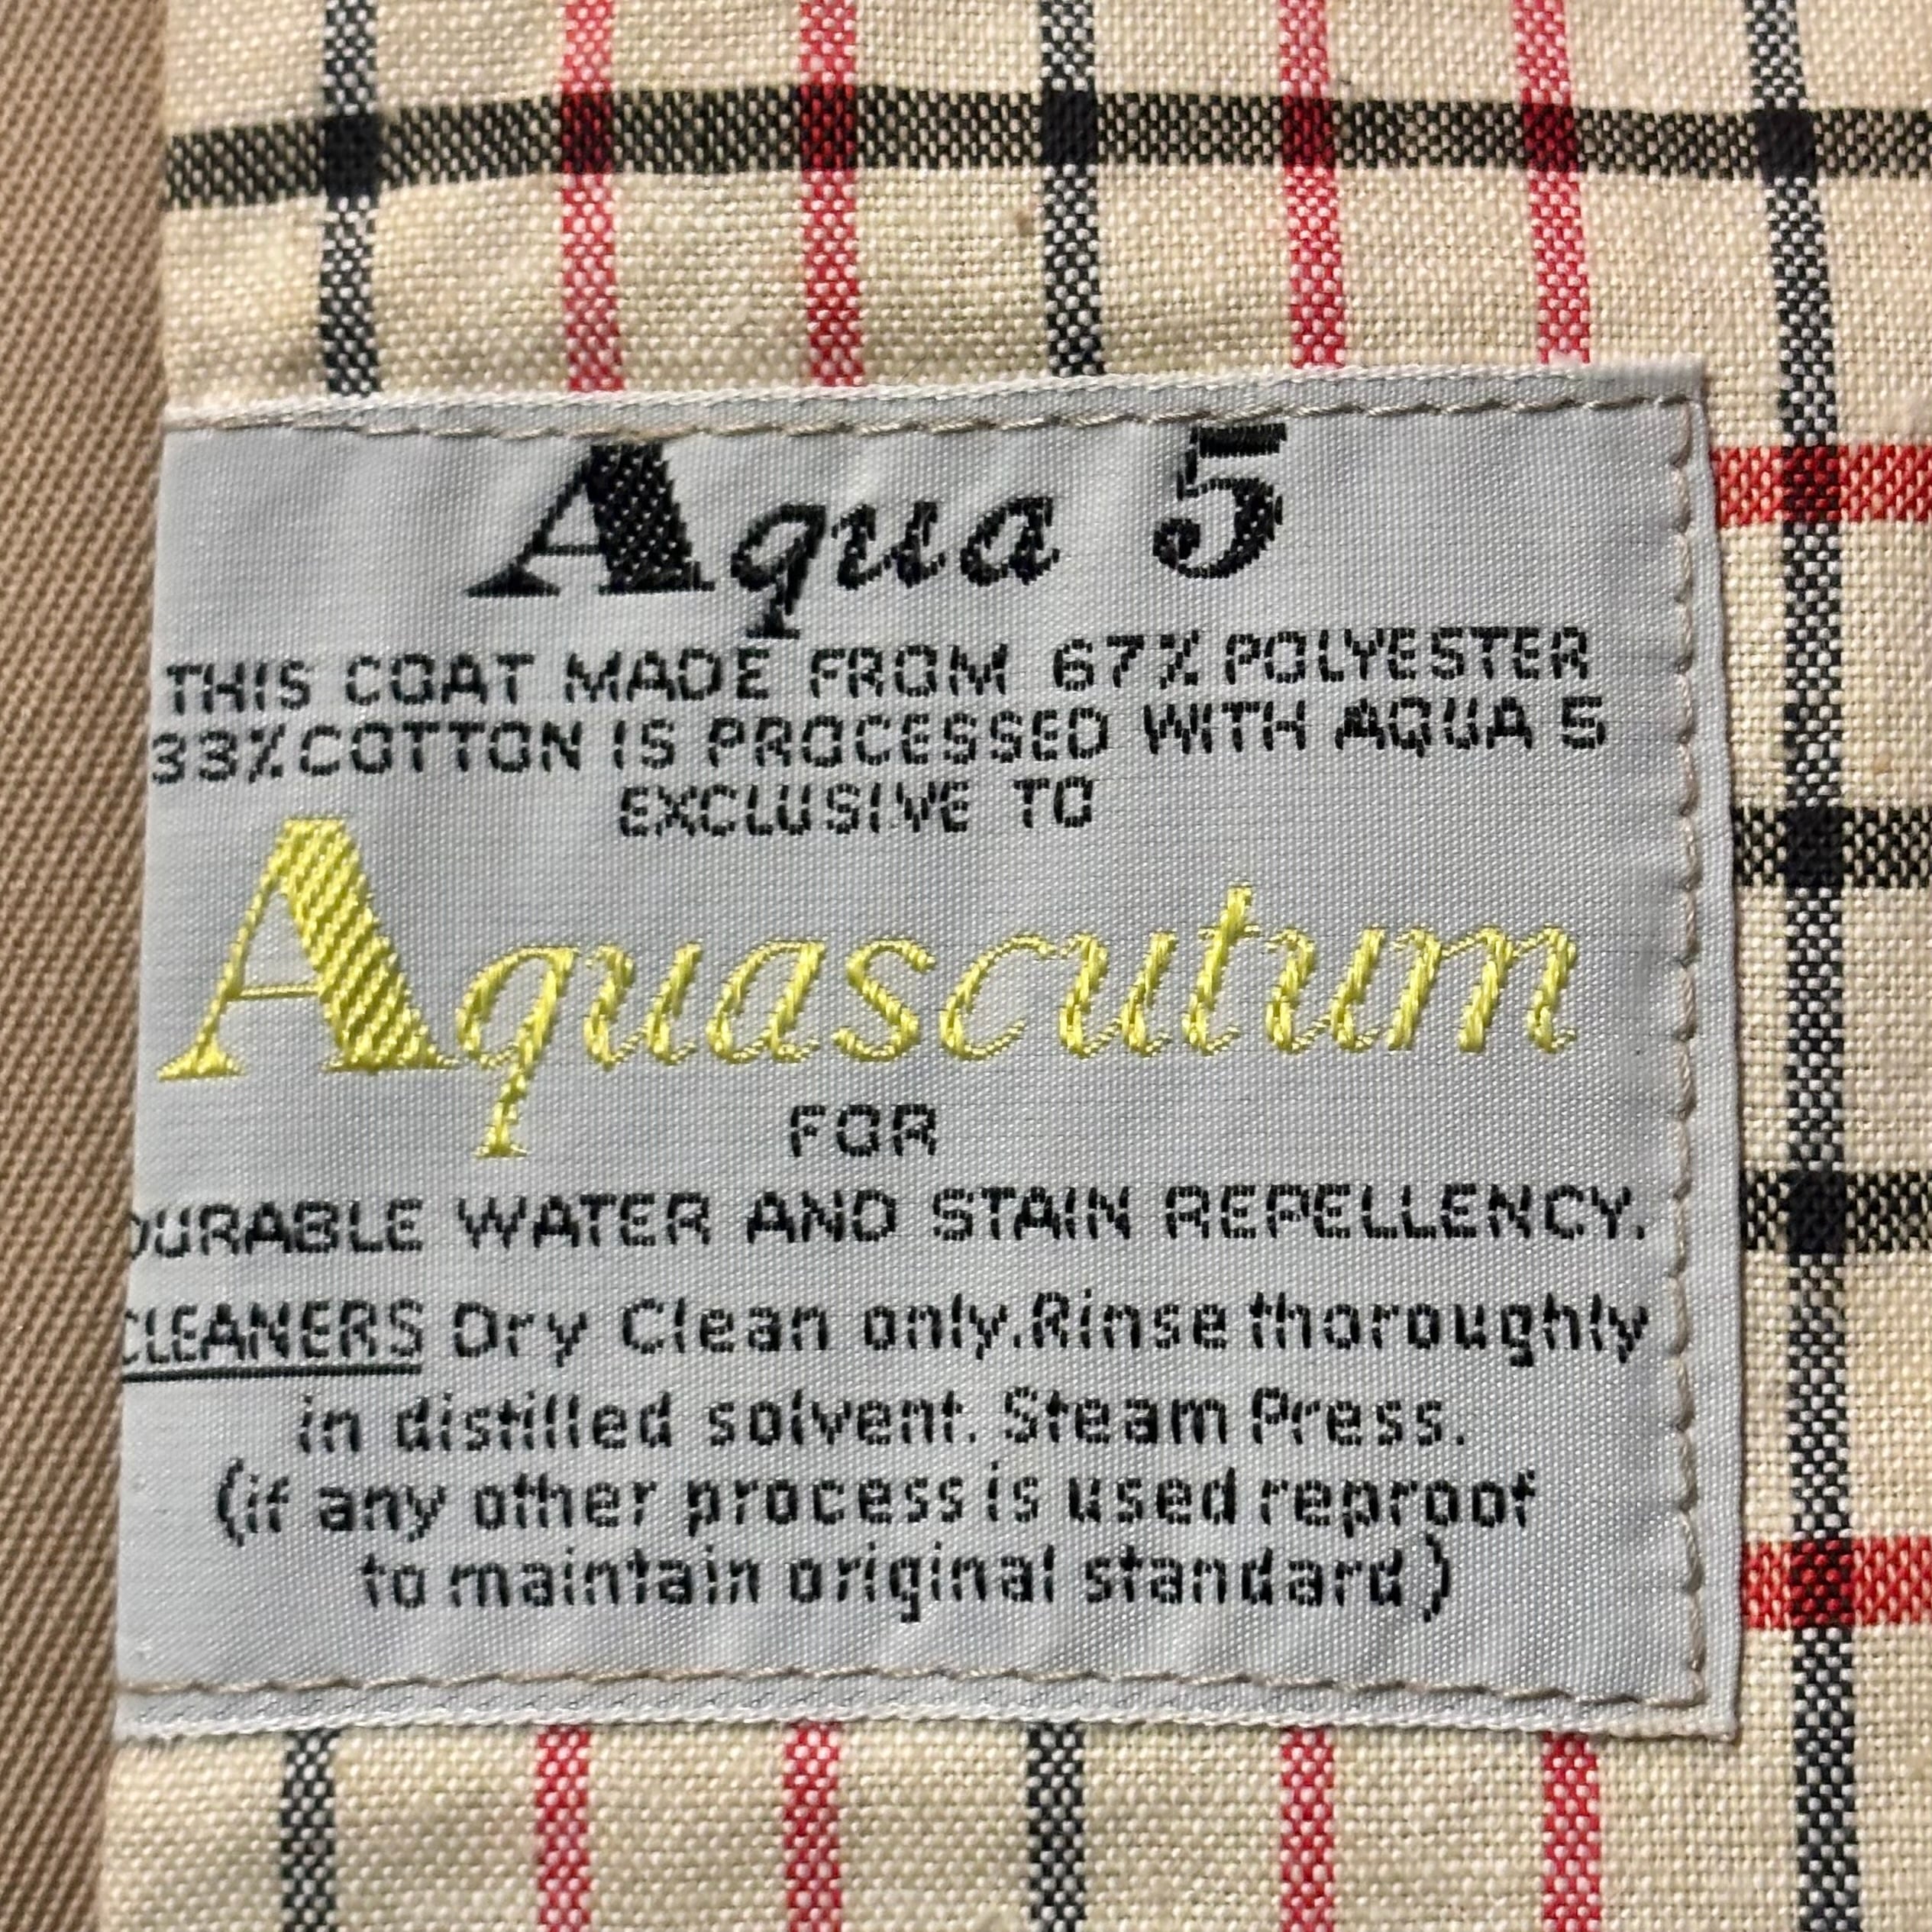 Aqua 5
THIS COAT MADE FROM 67% POLYESTER
33% COTTON IS PROCESSED WITH AQUA 5
EXCLUSIVE TO
Aquascutum
FOR
DURABLE WATER AND STAIN REPELLENCY.
CLEANERS Dry Clean only. Rinse thoroughly
in distilled solvent. Steam Press.
(if any other process is used reproof
to maintain original standard)